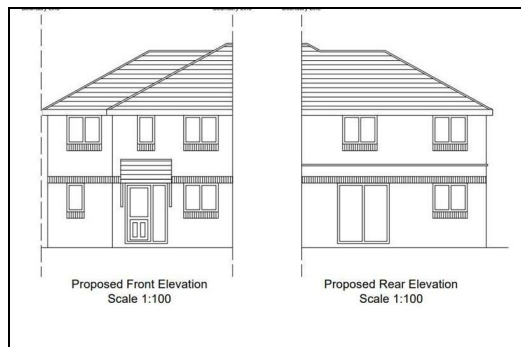 Proposed Front Elevation
Scale 1:100
Proposed Rear Elevation
Scale 1:100